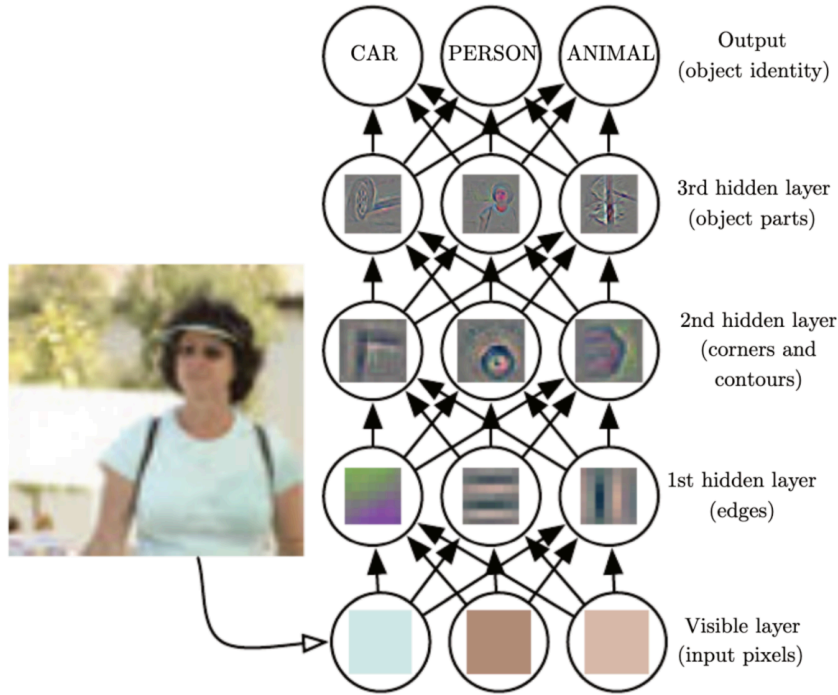 CAR PERSON ANIMAL
Output
(object identity)
3rd hidden layer
(object parts)
2nd hidden layer
(corners and
contours)
1st hidden layer
(edges)
Visible layer
(input pixels)